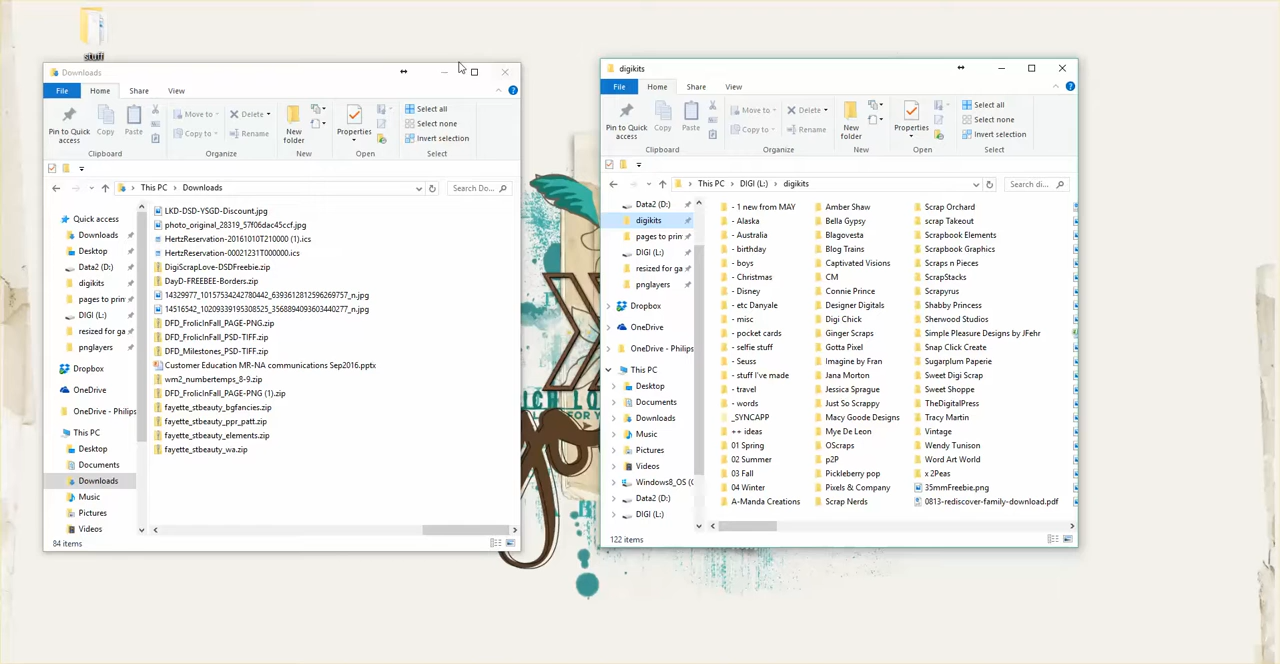 stuff
Downloads
File
Home
Share
View
Pin to Quick access
Copy
Paste
Move to
Copy to
Delete
Rename
New folder
Properties
Select all
Select none
Invert selection
Clipboard
Organize
New
Open
Select
This PC
Downloads
Search Do...
Quick access
Downloads
Desktop
Data2 (D:)
digikits
pages to prin
DIGI (L:)
resized for ga
pnglayers
Dropbox
OneDrive
OneDrive - Philips
This PC
Desktop
Documents
Downloads
Music
Pictures
Videos
LKD-DSD-YSGD-Discount.jpg
photo_original_28319_57f06dac45ccf.jpg
HertzReservation-20161010T210000 (1).ics
HertzReservation-00021231T000000.ics
DigiScrapLove-DSDFreebie.zip
DayD-FREEBEE-Borders.zip
14329977_10157534242780442_6393612812596269757_n.jpg
14516542_10209339195308525_3568894093603440277_n.jpg
DFD_FrolicInFall_PAGE-PNG.zip
DFD_FrolicInFall_PSD-TIFF.zip
DFD_Milestones_PSD-TIFF.zip
Customer Education MR-NA communications Sep2016.pptx
wm2_numbertemps_8-9.zip
DFD_FrolicInFall_PAGE-PNG (1).zip
fayette_stbeauty_bgfancies.zip
fayette_stbeauty_ppr_patt.zip
fayette_stbeauty_elements.zip
fayette_stbeauty_wa.zip
84 items
digikits
File
Home
Share
View
Pin to Quick access
Copy
Paste
Move to
Copy to
Delete
Rename
New folder
Properties
Select all
Select none
Invert selection
Clipboard
Organize
New
Open
Select
This PC
DIGI (L:)
digikits
Search di...
Data2 (D:)
digikits
pages to prin
DIGI (L:)
resized for ga
pnglayers
Dropbox
OneDrive
OneDrive - Philips
This PC
Desktop
Documents
Downloads
Music
Pictures
Videos
Windows8_OS (C
Data2 (D:)
DIGI (L:)
- 1 new from MAY
- Alaska
- Australia
- birthday
- boys
- Christmas
- Disney
- etc Danyale
- misc
- pocket cards
- selfie stuff
- Seuss
- stuff I've made
- travel
- words
_SYNCAPP
++ ideas
01 Spring
02 Summer
03 Fall
04 Winter
A-Manda Creations
Amber Shaw
Bella Gypsy
Blagovesta
Blog Trains
Captivated Visions
CM
Connie Prince
Designer Digitals
Digi Chick
Ginger Scraps
Gotta Pixel
Imagine by Fran
Jana Morton
Jessica Sprague
Just So Scrappy
Macy Goode Designs
Mye De Leon
OScraps
p2P
Pickleberry pop
Pixels & Company
Scrap Nerds
Scrap Orchard
scrap Takeout
Scrapbook Elements
Scrapbook Graphics
Scraps n Pieces
ScrapStacks
Scrapyrus
Shabby Princess
Sherwood Studios
Simple Pleasure Designs by JFehr
Snap Click Create
Sugarplum Paperie
Sweet Digi Scrap
Sweet Shoppe
TheDigitalPress
Tracy Martin
Vintage
Wendy Tunison
Word Art World
x 2Peas
35mmFreebie.png
0813-rediscover-family-download.pdf
122 items